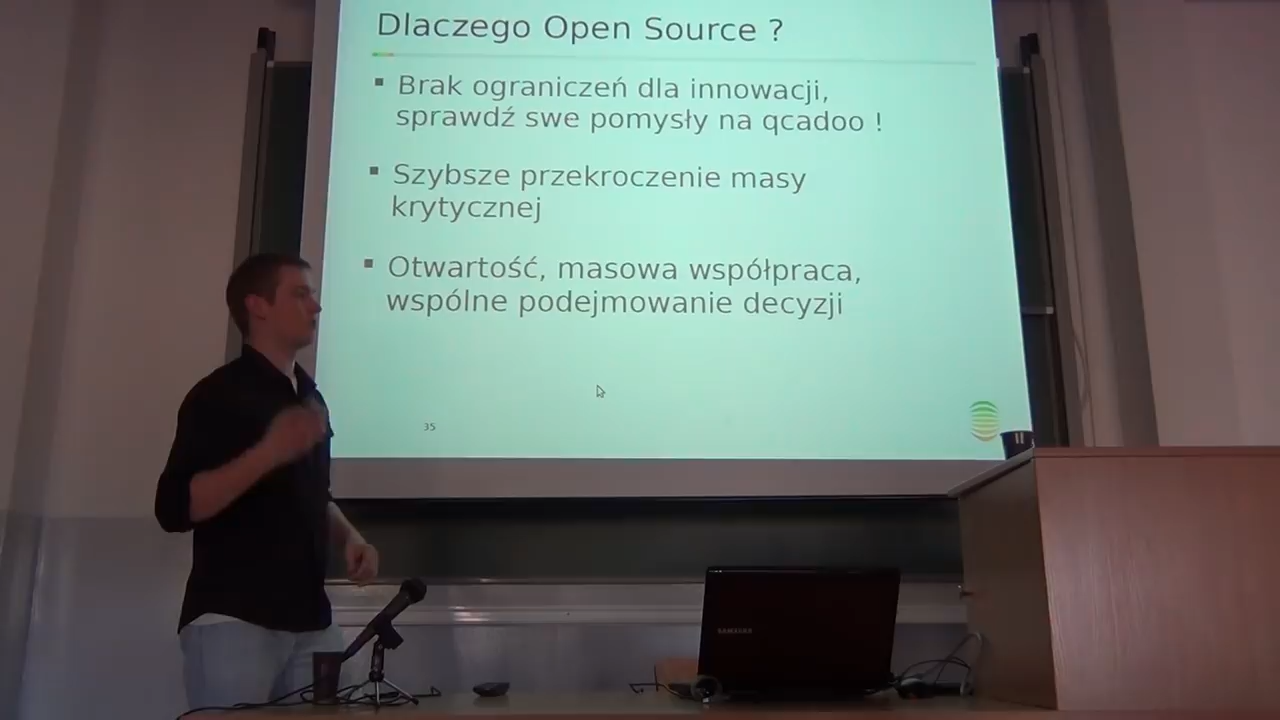 Dlaczego Open Source ?
▪ Brak ograniczeń dla innowacji,
sprawdź swe pomysły na qcadoo !
▪ Szybsze przekroczenie masy
krytycznej
▪ Otwartość, masowa współpraca,
wspólne podejmowanie decyzji
35
SAMSUNG